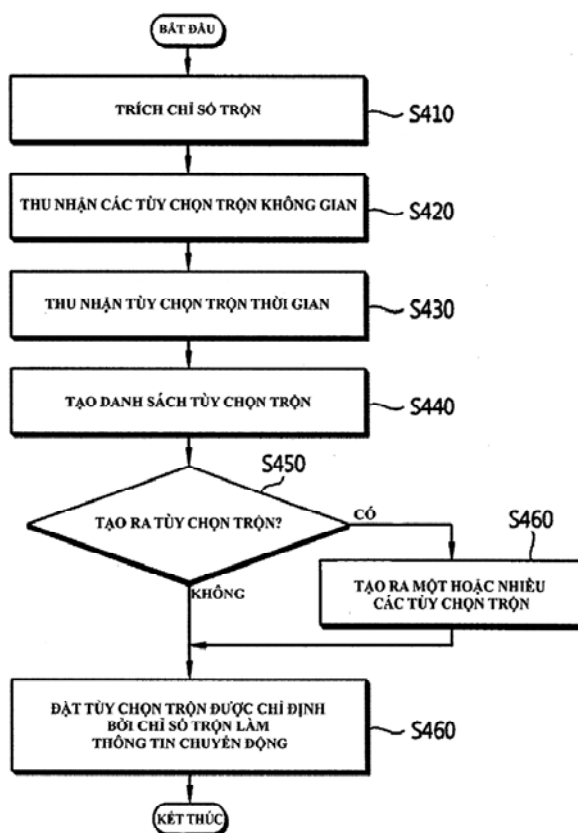 BẮT ĐẦU
TRÍCH CHỈ SỐ TRỘN
S410
THU NHẬN CÁC TÙY CHỌN TRỘN KHÔNG GIAN
S420
THU NHẬN TÙY CHỌN TRỘN THỜI GIAN
S430
TẠO DANH SÁCH TÙY CHỌN TRỘN
S440
S450
TẠO RA TÙY CHỌN TRỘN?
CÓ
S460
TẠO RA MỘT HOẶC NHIỀU
CÁC TÙY CHỌN TRỘN
KHÔNG
ĐẶT TÙY CHỌN TRỘN ĐƯỢC CHỈ ĐỊNH
BỞI CHỈ SỐ TRỘN LÀM
THÔNG TIN CHUYỂN ĐỘNG
S460
KẾT THÚC